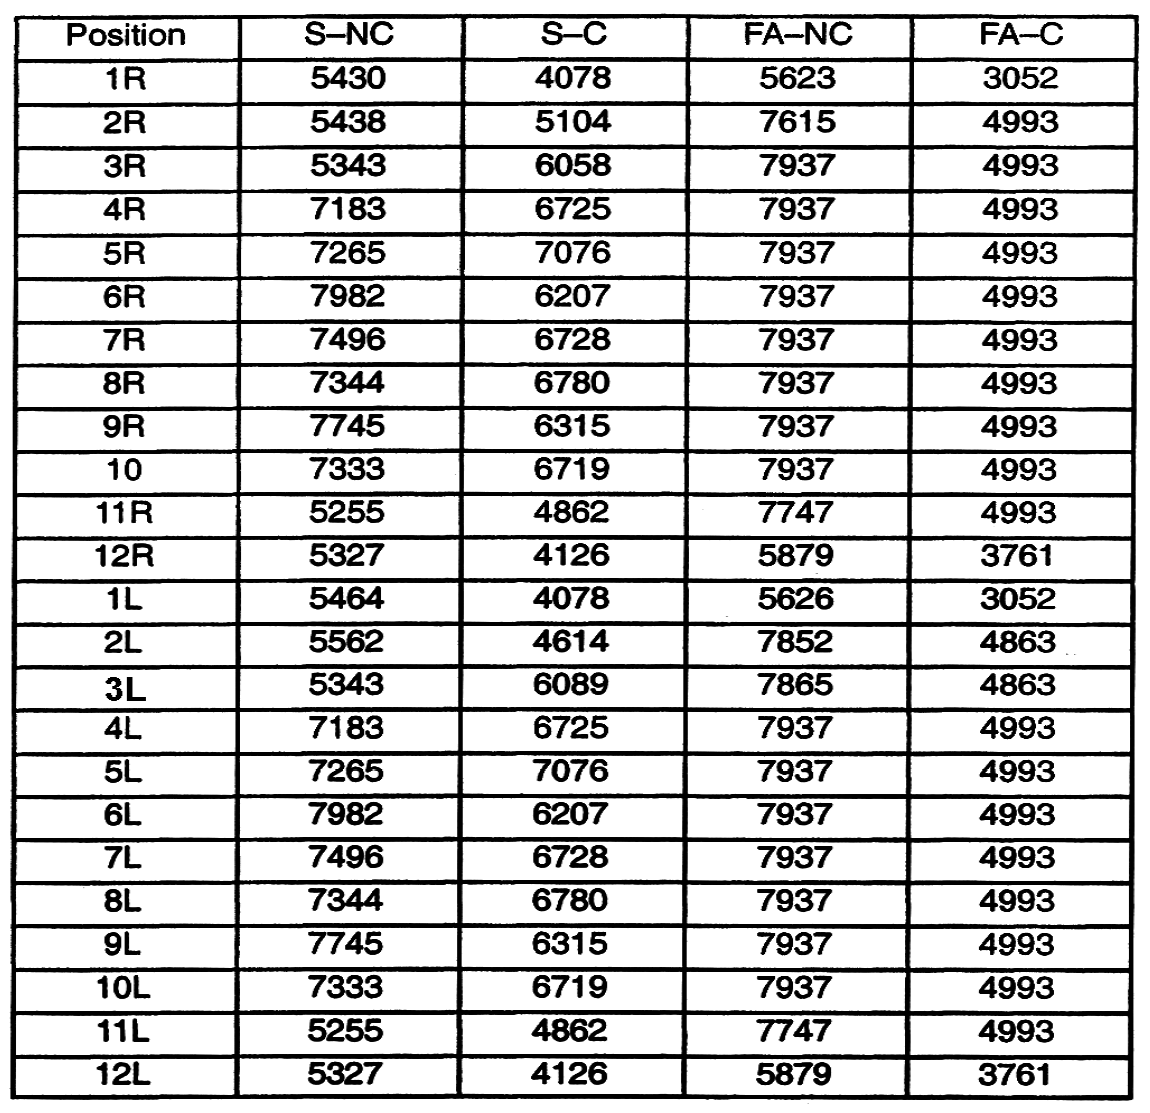 Position S–NC S–C FA–NC FA–C
1R 5430 4078 5623 3052
2R 5438 5104 7615 4993
3R 5343 6058 7937 4993
4R 7183 6725 7937 4993
5R 7265 7076 7937 4993
6R 7982 6207 7937 4993
7R 7496 6728 7937 4993
8R 7344 6780 7937 4993
9R 7745 6315 7937 4993
10 7333 6719 7937 4993
11R 5255 4862 7747 4993
12R 5327 4126 5879 3761
1L 5464 4078 5626 3052
2L 5562 4614 7852 4863
3L 5343 6089 7865 4863
4L 7183 6725 7937 4993
5L 7265 7076 7937 4993
6L 7982 6207 7937 4993
7L 7496 6728 7937 4993
8L 7344 6780 7937 4993
9L 7745 6315 7937 4993
10L 7333 6719 7937 4993
11L 5255 4862 7747 4993
12L 5327 4126 5879 3761